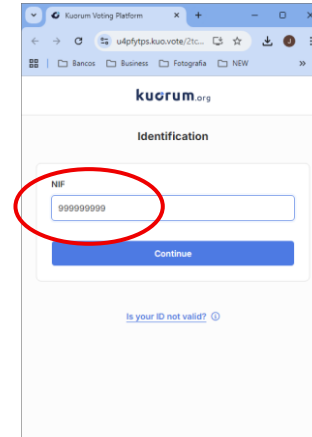 Kuorum Voting Platform
u4pfytps.kuo.vote/2tc...
Bancos Business Fotografia NEW
kuorum.org
Identification
NIF
999999999
Continue
Is your ID not valid?